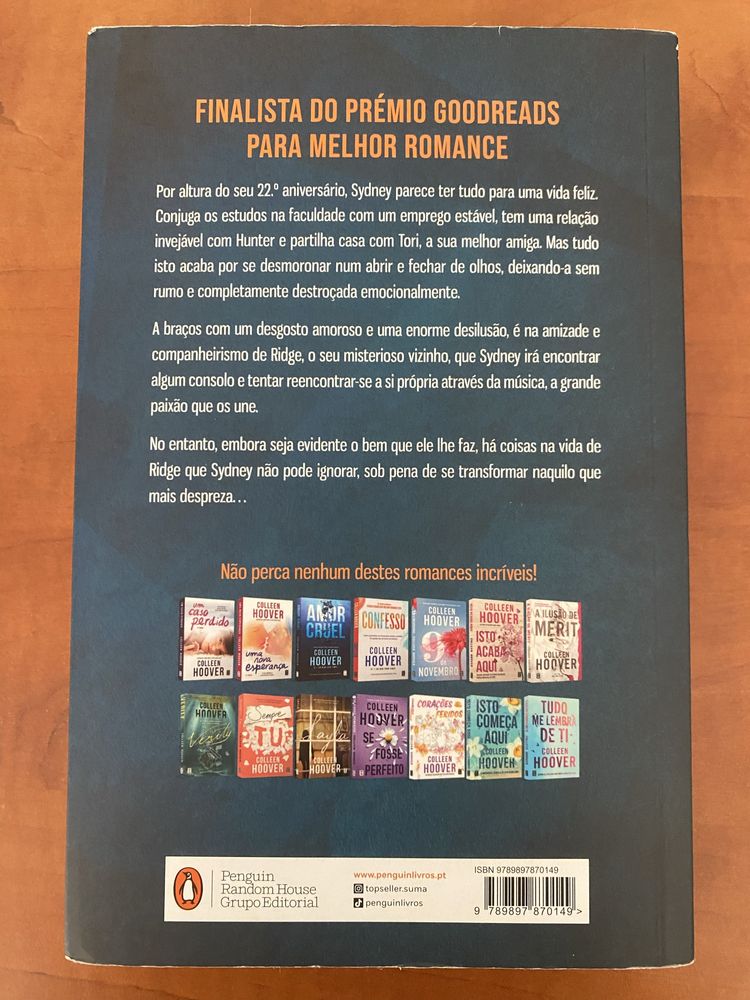 FINALISTA DO PRÉMIO GOODREADS
PARA MELHOR ROMANCE
Por altura do seu 22.º aniversário, Sydney parece ter tudo para uma vida feliz.
Conjuga os estudos na faculdade com um emprego estável, tem uma relação
invejável com Hunter e partilha casa com Tori, a sua melhor amiga. Mas tudo
isto acaba por se desmoronar num abrir e fechar de olhos, deixando-a sem
rumo e completamente destroçada emocionalmente.
A braços com um desgosto amoroso e uma enorme desilusão, é na amizade e
companheirismo de Ridge, o seu misterioso vizinho, que Sydney irá encontrar
algum consolo e tentar reencontrar-se a si própria através da música, a grande
paixão que os une.
No entanto, embora seja evidente o bem que ele lhe faz, há coisas na vida de
Ridge que Sydney não pode ignorar, sob pena de se transformar naquilo que
mais despreza...
Não perca nenhum destes romances incríveis!
um
caso
perdido
COLLEEN
HOOVER
COLLEEN
HOOVER
uma
nova
esperança
AMOR
CRUEL
COLLEEN
HOOVER
CONFESSO
COLLEEN
HOOVER
COLLEEN
HOOVER
9
de
NOVEMBRO
COLLEEN
HOOVER
ISTO
ACABA
AQUI
A ILUSÃO DE
MERIT
COLLEEN
HOOVER
COLLEEN
HOOVER
Verity
Sempre
TU
COLLEEN
HOOVER
Layla
COLLEEN
HOOVER
COLLEEN
HOOVER
SE
FOSSE
PERFEITO
CORAÇÕES
FERIDOS
COLLEEN
HOOVER
ISTO
COMEÇA
AQUI
COLLEEN
HOOVER
TUDO
ME LEMBRA
DE TI
COLLEEN
HOOVER
Penguin
Random House
Grupo Editorial
www.penguinlivros.pt
topseller.suma
penguinlivros
ISBN 9789897870149
9 789897 870149 >